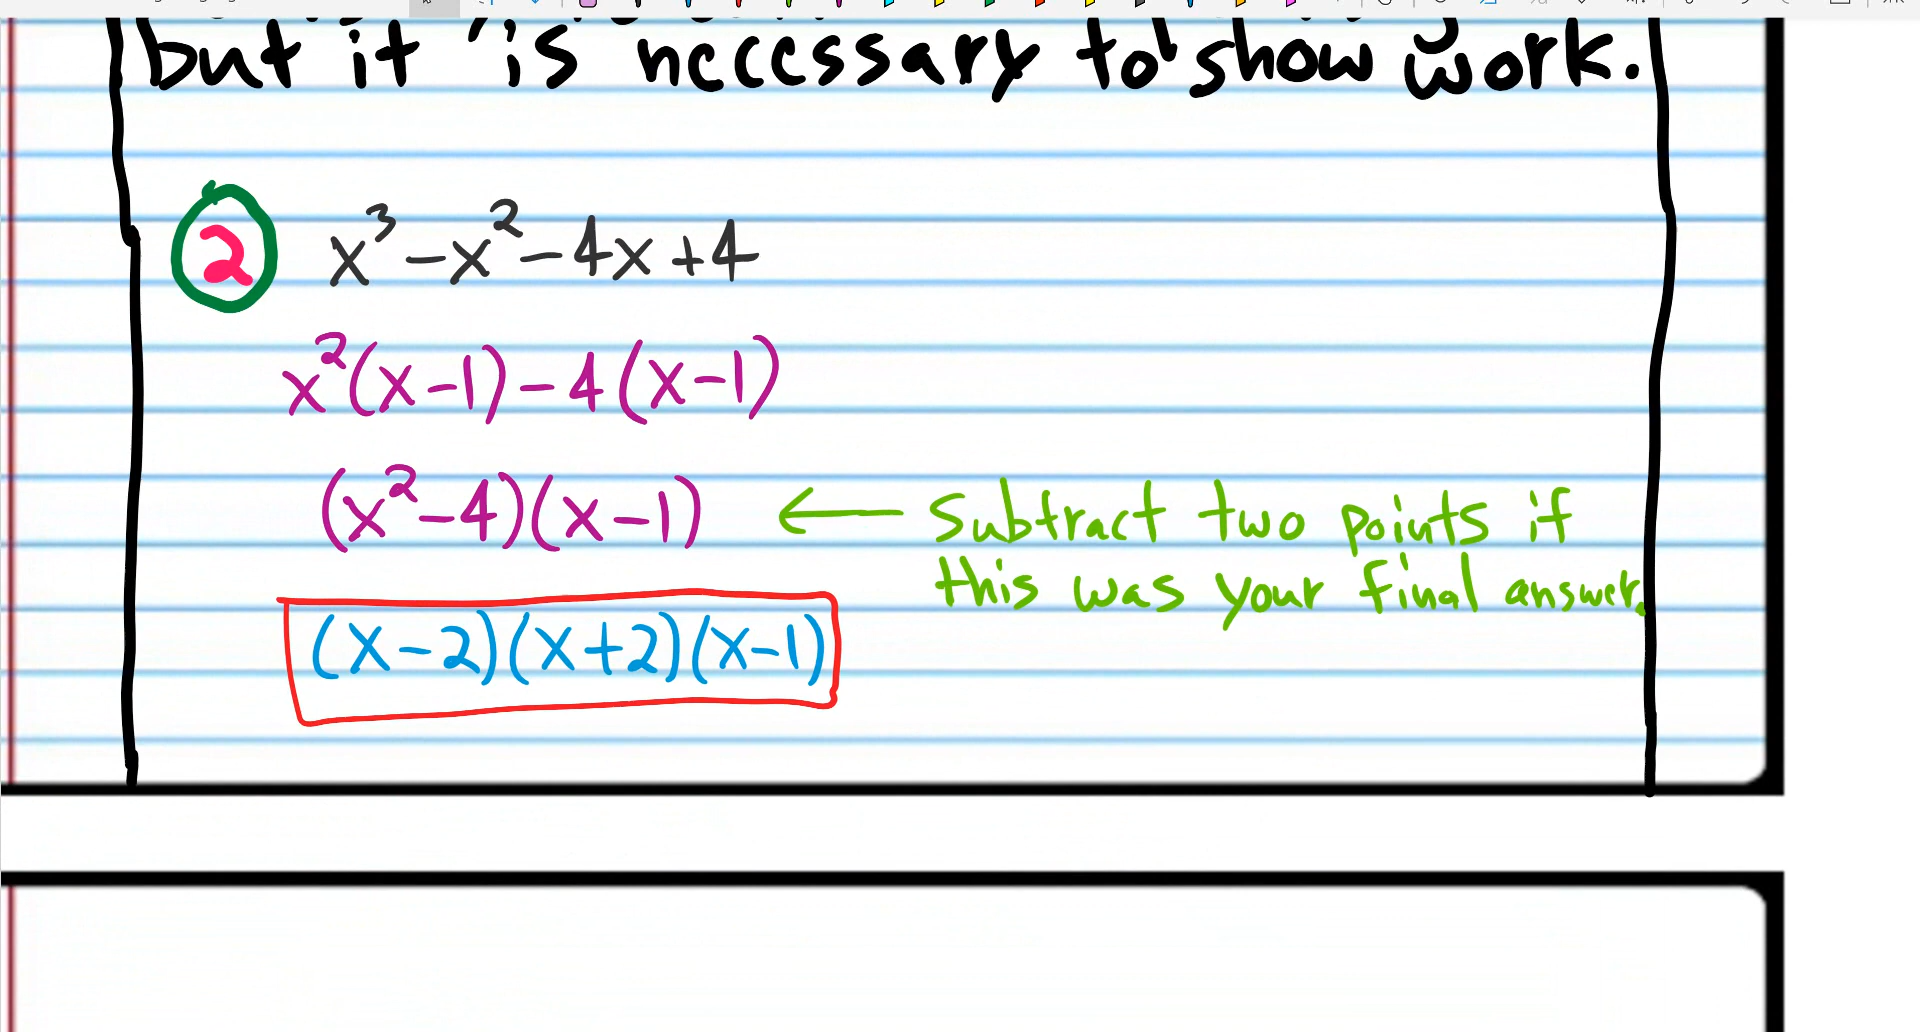 but it is necessary to show work.
2 x³-x²-4x+4
x²(x-1)-4(x-1)
(x²-4)(x-1) ← Subtract two points if
this was your final answer.
(x-2)(x+2)(x-1)